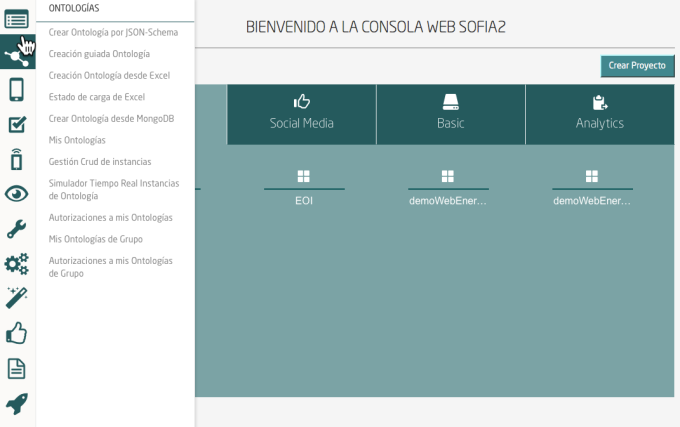 ONTOLOGÍAS
Crear Ontología por JSON-Schema
Creación guiada Ontología
Creación Ontología desde Excel
Estado de carga de Excel
Crear Ontología desde MongoDB
Mis Ontologías
Gestión Crud de instancias
Simulador Tiempo Real Instancias
de Ontología
Autorizaciones a mis Ontologías
Mis Ontologías de Grupo
Autorizaciones a mis Ontologías
de Grupo
BIENVENIDO A LA CONSOLA WEB SOFIA2
Crear Proyecto
Social Media
Basic
Analytics
EOI
demoWebEner...
demoWebEner...